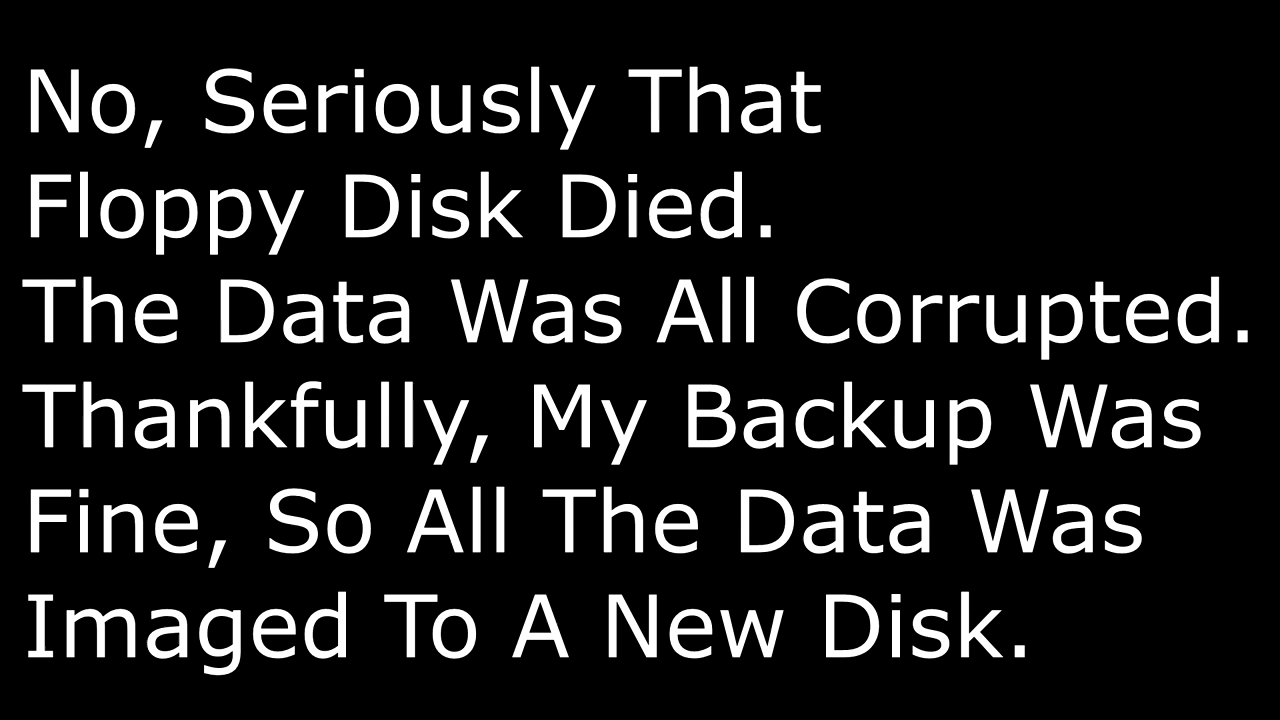 No, Seriously That
Floppy Disk Died.
The Data Was All Corrupted.
Thankfully, My Backup Was
Fine, So All The Data Was
Imaged To A New Disk.